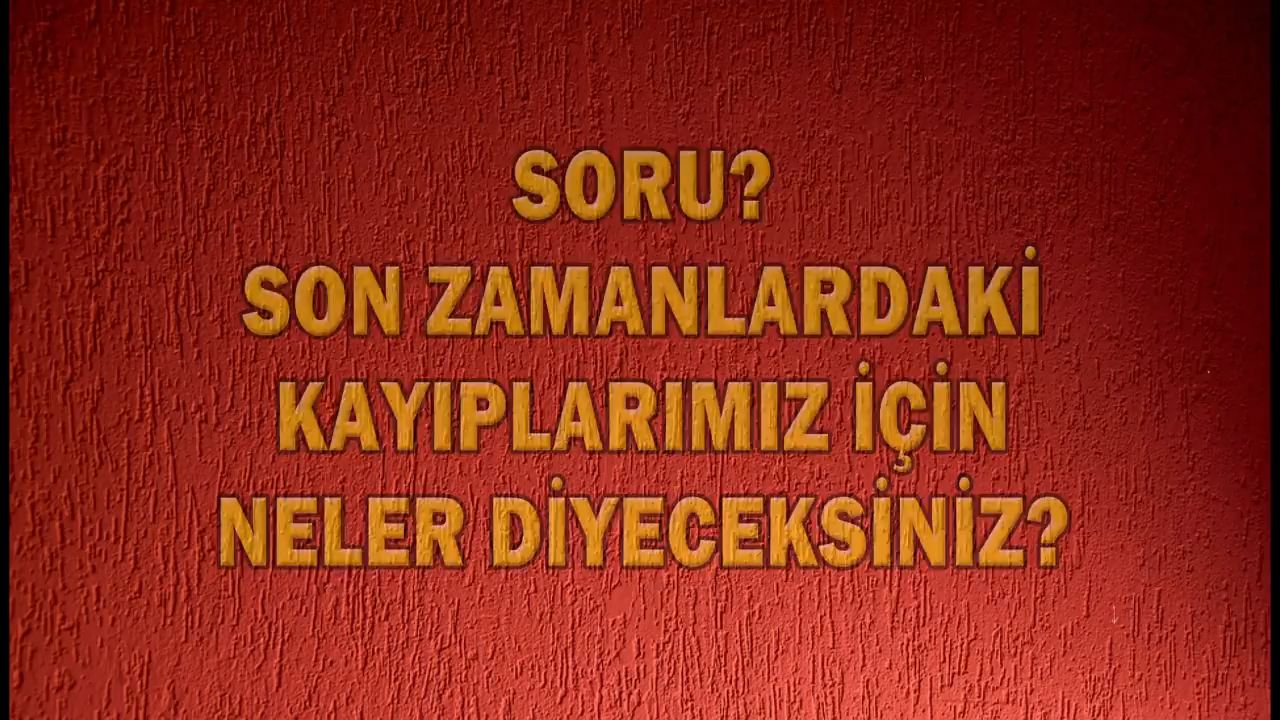 SORU?
SON ZAMANLARDAKİ
KAYIPLARIMIZ İÇİN
NELER DİYECEKSİNİZ?